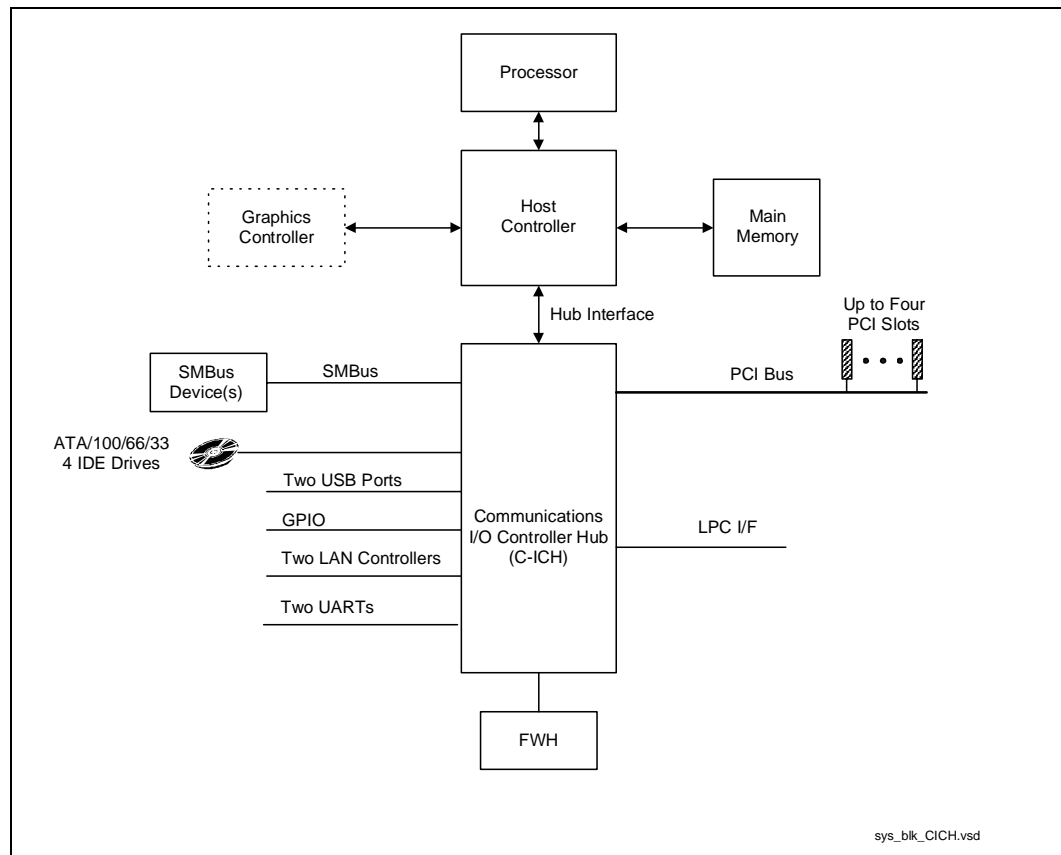 Processor
Graphics
Controller
Host
Controller
Main
Memory
Hub Interface
Up to Four
PCI Slots
SMBus
Device(s)
SMBus
PCI Bus
ATA/100/66/33
4 IDE Drives
Two USB Ports
GPIO
Two LAN Controllers
Two UARTs
Communications
I/O Controller Hub
(C-ICH)
LPC I/F
FWH
sys_blk_CICH.vsd